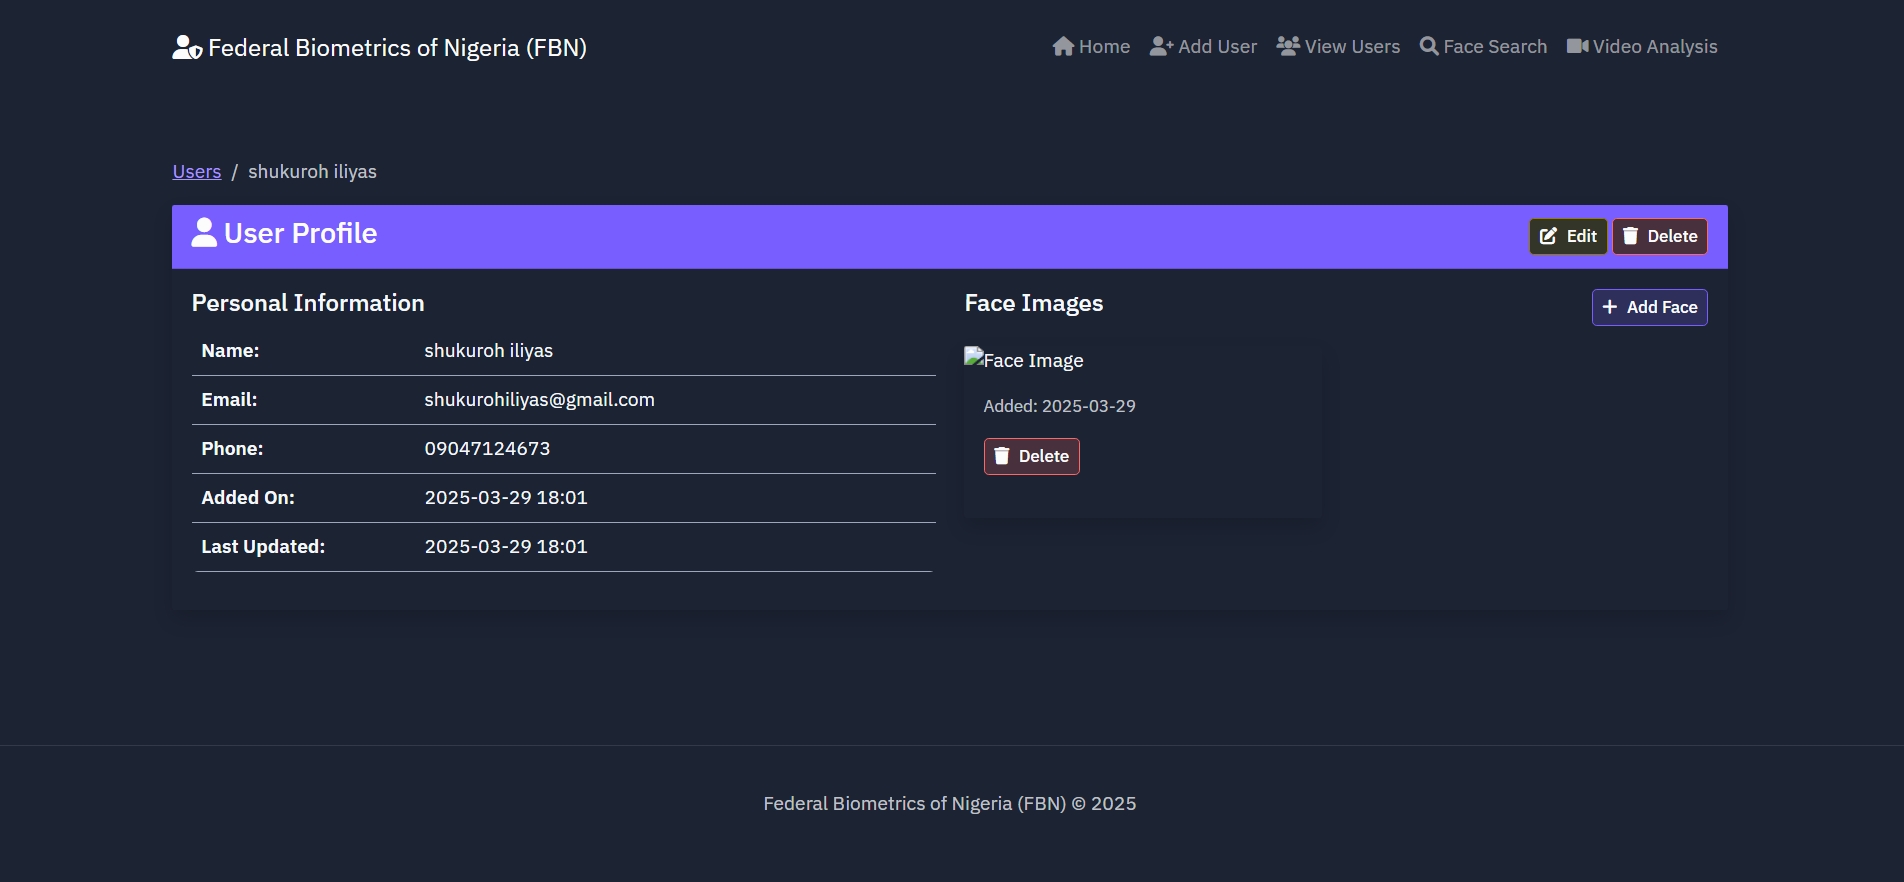 Federal Biometrics of Nigeria (FBN)
Home Add User View Users Face Search Video Analysis
Users / shukuroh iliyas
User Profile
Edit Delete
Personal Information
Name: shukuroh iliyas
Email: shukurohiliyas@gmail.com
Phone: 09047124673
Added On: 2025-03-29 18:01
Last Updated: 2025-03-29 18:01
Face Images
Add Face
Face Image
Added: 2025-03-29
Delete
Federal Biometrics of Nigeria (FBN) © 2025